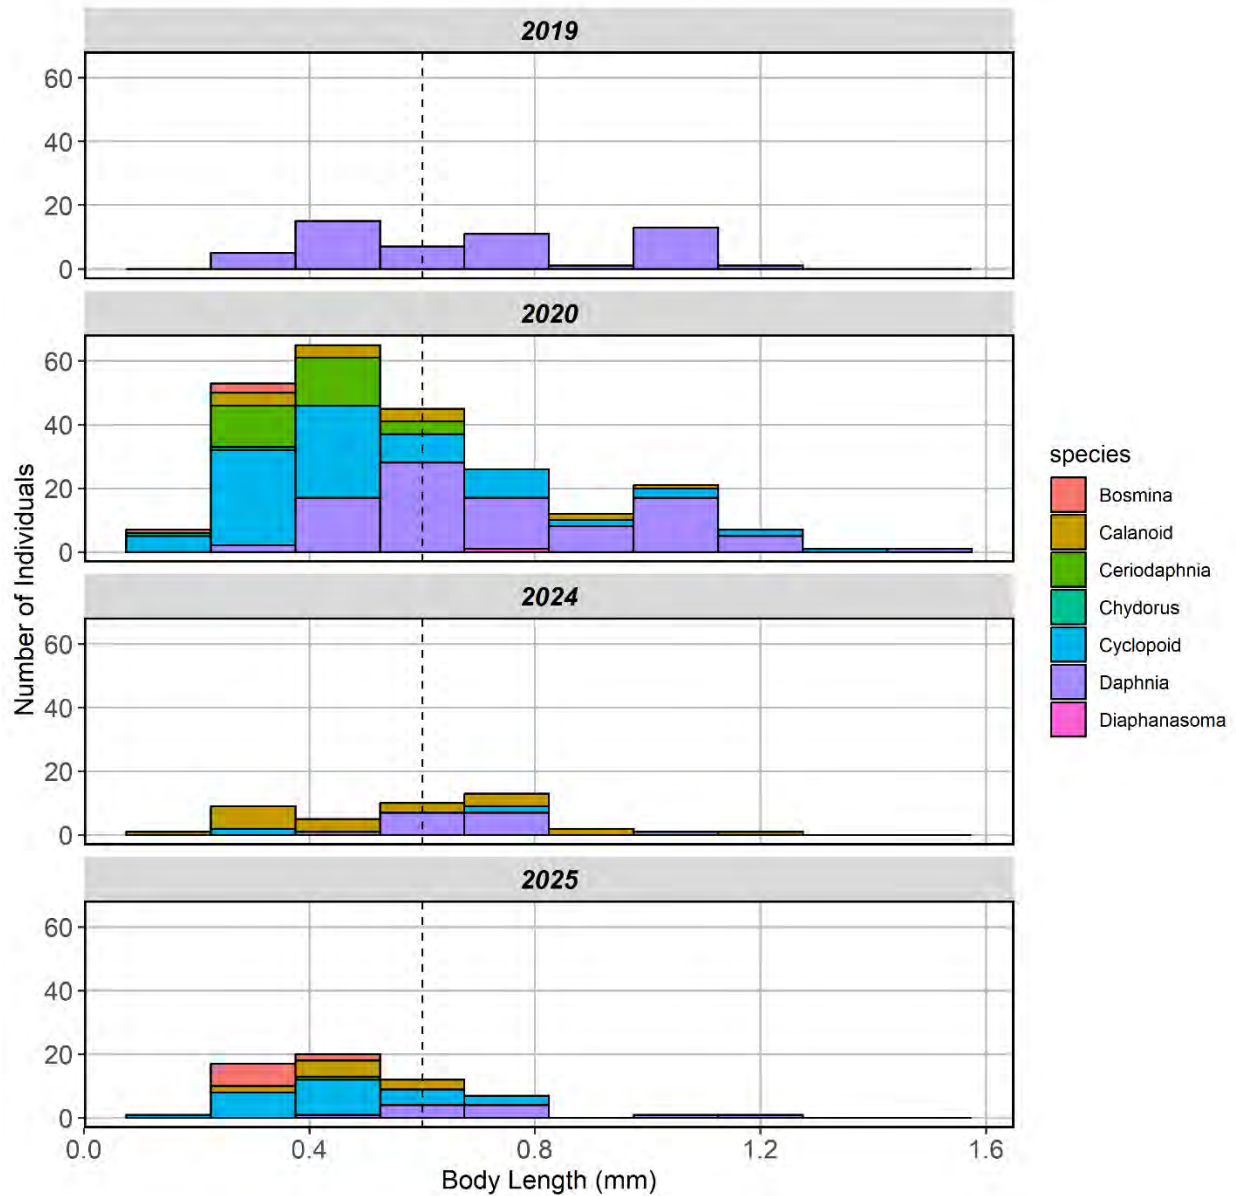 2019
60
40
20
0
2020
60
40
20
0
2024
60
40
20
0
2025
60
40
20
0
0.0 0.4 0.8 1.2 1.6
Body Length (mm)
Number of Individuals
species
Bosmina
Calanoid
Ceriodaphnia
Chydorus
Cyclopoid
Daphnia
Diaphanasoma